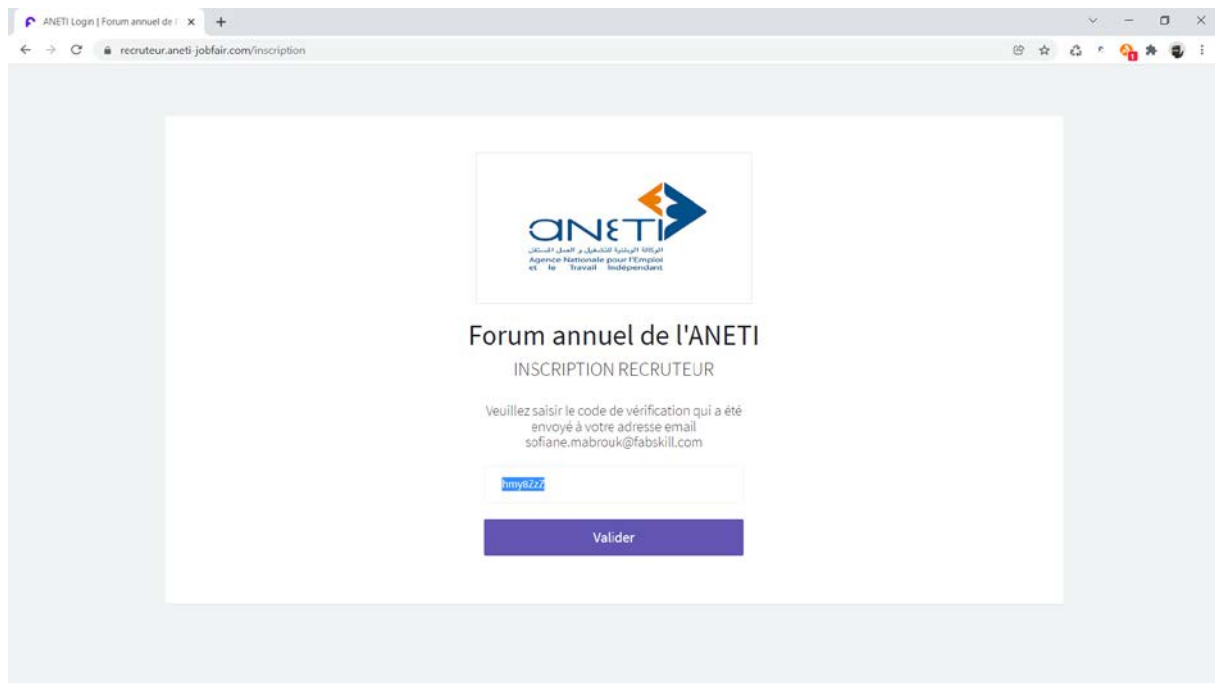 ANETI Login | Forum annuel de l
recruteur.aneti-jobfair.com/inscription
1
ANETI
الوكالة الوطنية للتشغيل و العمل المستقل
Agence Nationale pour l'Emploi
et le Travail Indépendant
Forum annuel de l'ANETI
INSCRIPTION RECRUTEUR
Veuillez saisir le code de vérification qui a été
envoyé à votre adresse email
sofiane.mabrouk@fabskill.com
hmy8ZzZ
Valider